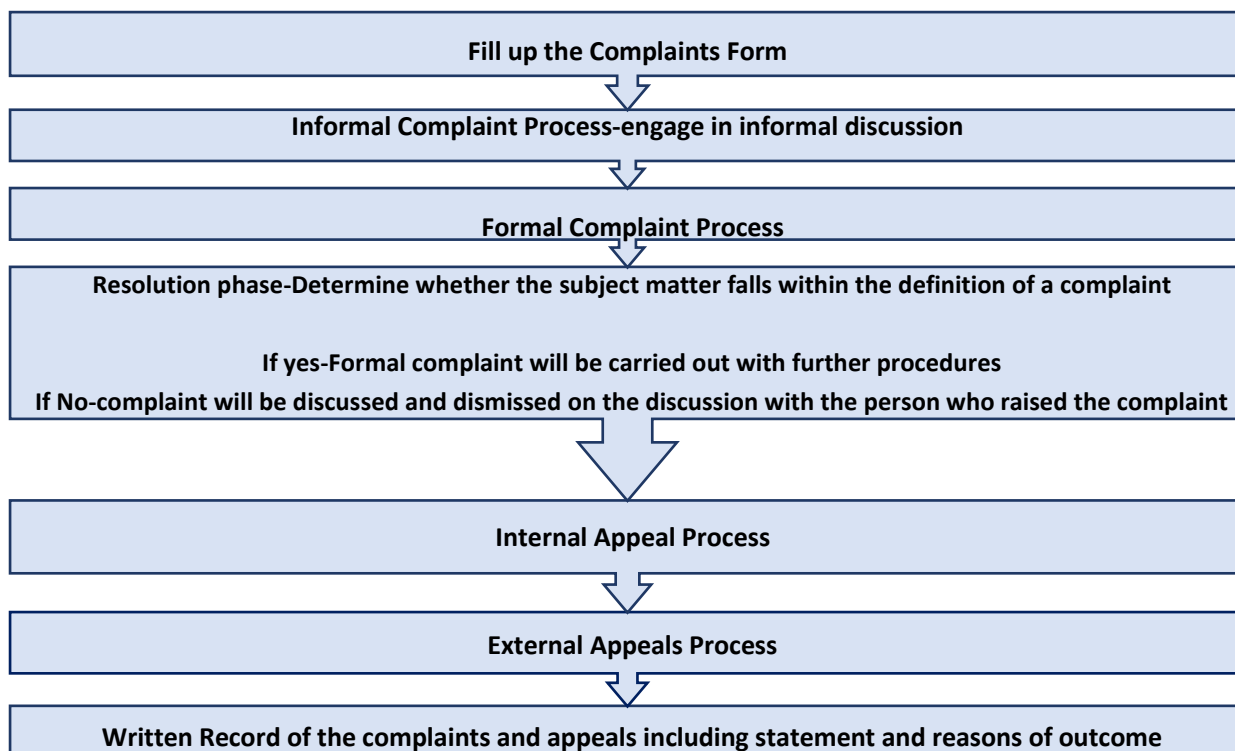 Fill up the Complaints Form
Informal Complaint Process-engage in informal discussion
Formal Complaint Process
Resolution phase-Determine whether the subject matter falls within the definition of a complaint
If yes-Formal complaint will be carried out with further procedures
If No-complaint will be discussed and dismissed on the discussion with the person who raised the complaint
Internal Appeal Process
External Appeals Process
Written Record of the complaints and appeals including statement and reasons of outcome